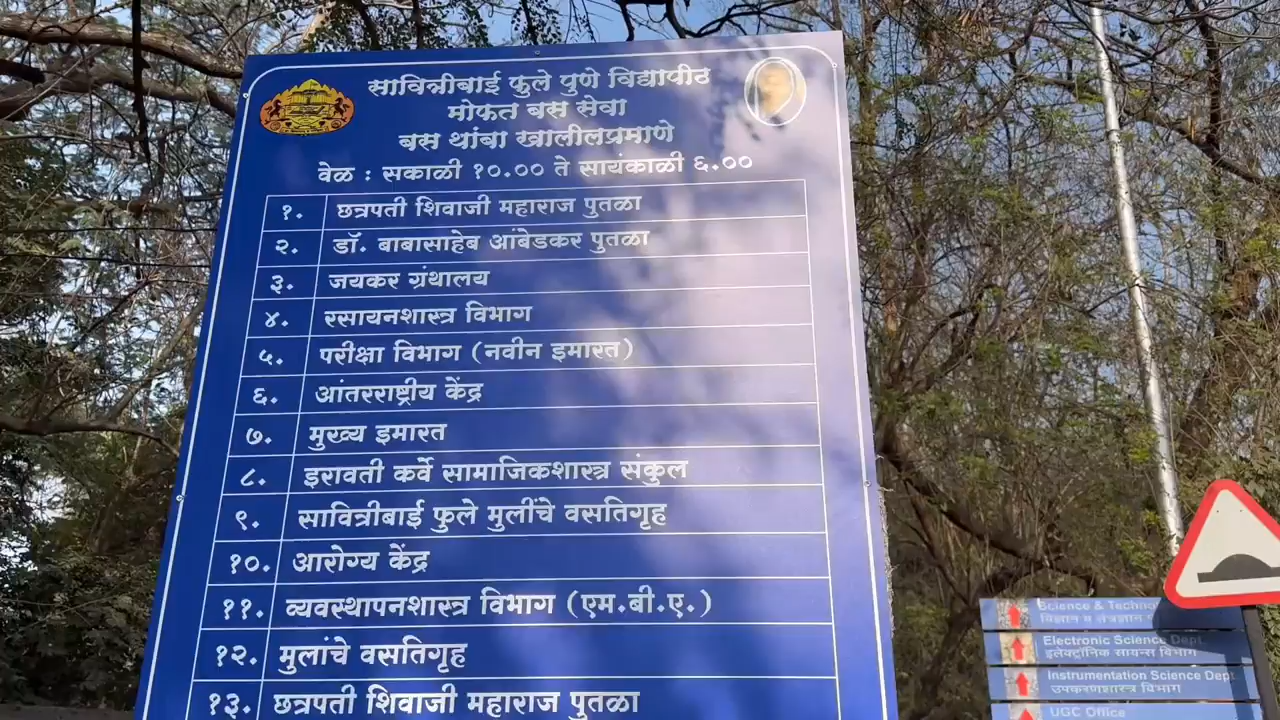 सावित्रीबाई फुले पुणे विद्यापीठ
मोफत बस सेवा
बस थांबा खालीलप्रमाणे
वेळ : सकाळी १०.०० ते सायंकाळी ६.००
१. छत्रपती शिवाजी महाराज पुतळा
२. डॉ. बाबासाहेब आंबेडकर पुतळा
३. जयकर ग्रंथालय
४. रसायनशास्त्र विभाग
५. परीक्षा विभाग (नवीन इमारत)
६. आंतरराष्ट्रीय केंद्र
७. मुख्य इमारत
८. इरावती कर्वे सामाजिकशास्त्र संकुल
९. सावित्रीबाई फुले मुलींचे वसतिगृह
१०. आरोग्य केंद्र
११. व्यवस्थापनशास्त्र विभाग (एम.बी.ए.)
१२. मुलांचे वसतिगृह
१३. छत्रपती शिवाजी महाराज पुतळा
Science &
विज्ञान व
Electronic Science Dept.
इलेक्ट्रॉनिक सायन्स विभाग
Instrumentation Science Dept.
उपकरणशास्त्र विभाग
UGC Office